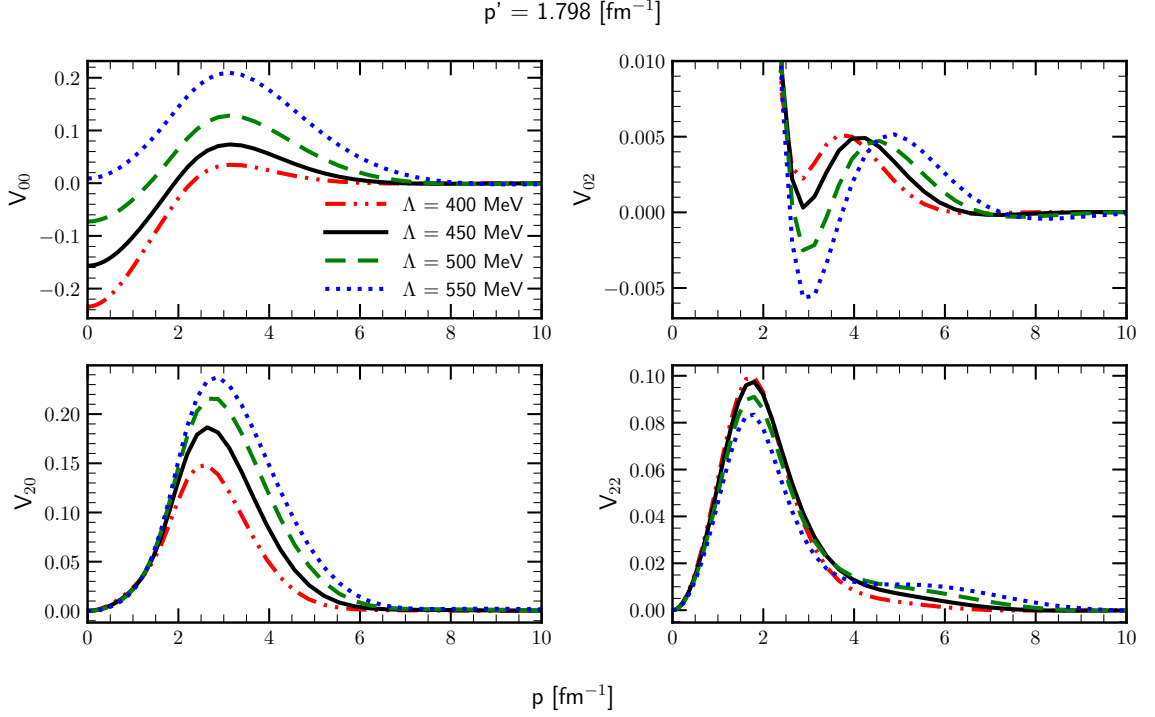 p' = 1.798 [fm⁻¹]
V₀₀
0.2
0.1
0.0
−0.1
−0.2
0 2 4 6 8 10
Λ = 400 MeV
Λ = 450 MeV
Λ = 500 MeV
Λ = 550 MeV
V₀₂
0.010
0.005
0.000
−0.005
0 2 4 6 8 10
V₂₀
0.20
0.15
0.10
0.05
0.00
0 2 4 6 8 10
V₂₂
0.10
0.08
0.06
0.04
0.02
0.00
0 2 4 6 8 10
p [fm⁻¹]